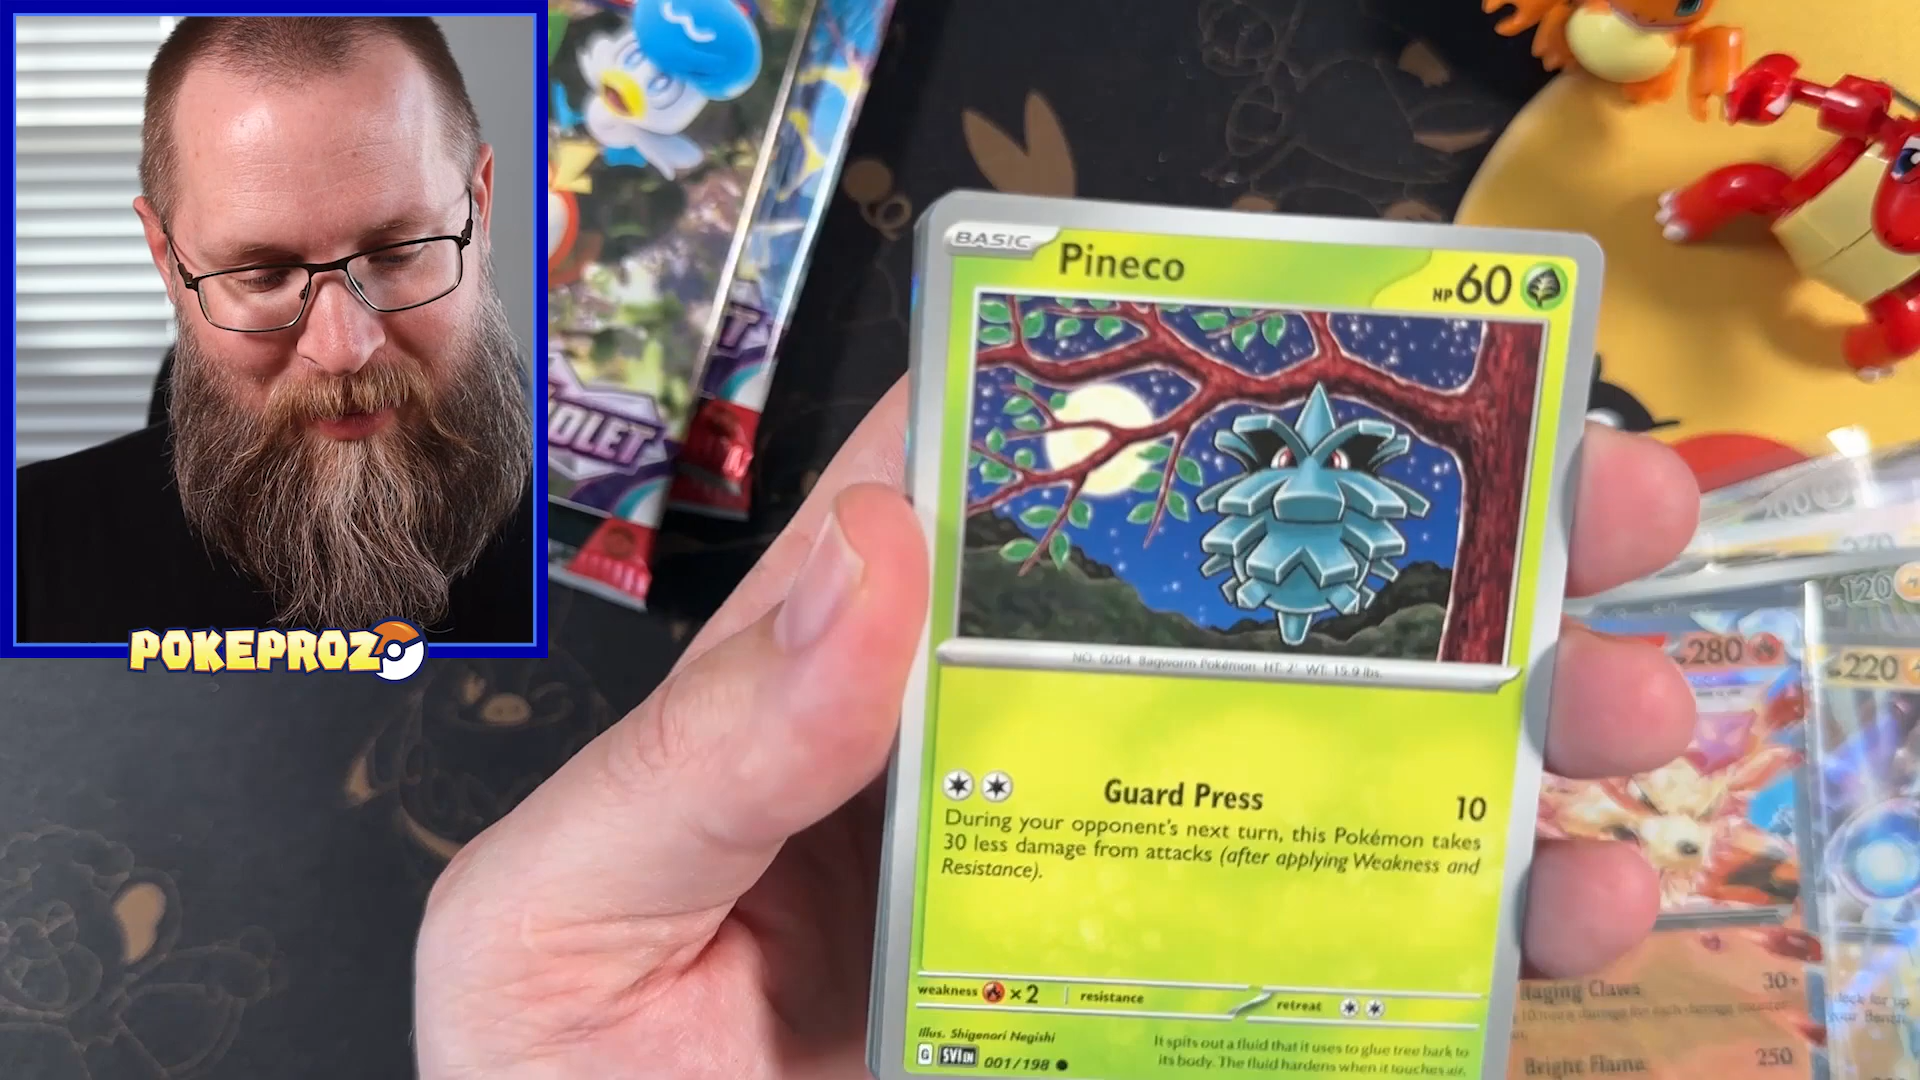 POKEPROZ
OLET
T
BASIC
Pineco
HP 60
NO. 0204 Bagworm Pokémon HT: 2' WT: 15.9 lbs.
Guard Press 10
During your opponent's next turn, this Pokémon takes
30 less damage from attacks (after applying Weakness and
Resistance).
weakness ×2 resistance retreat
Illus. Shigenori Negishi
G SVI EN 001/198
It spits out a fluid that it uses to glue tree bark to
its body. The fluid hardens when it touches air.
120
280
220
Raging Claws 30+
Bright Flame 250